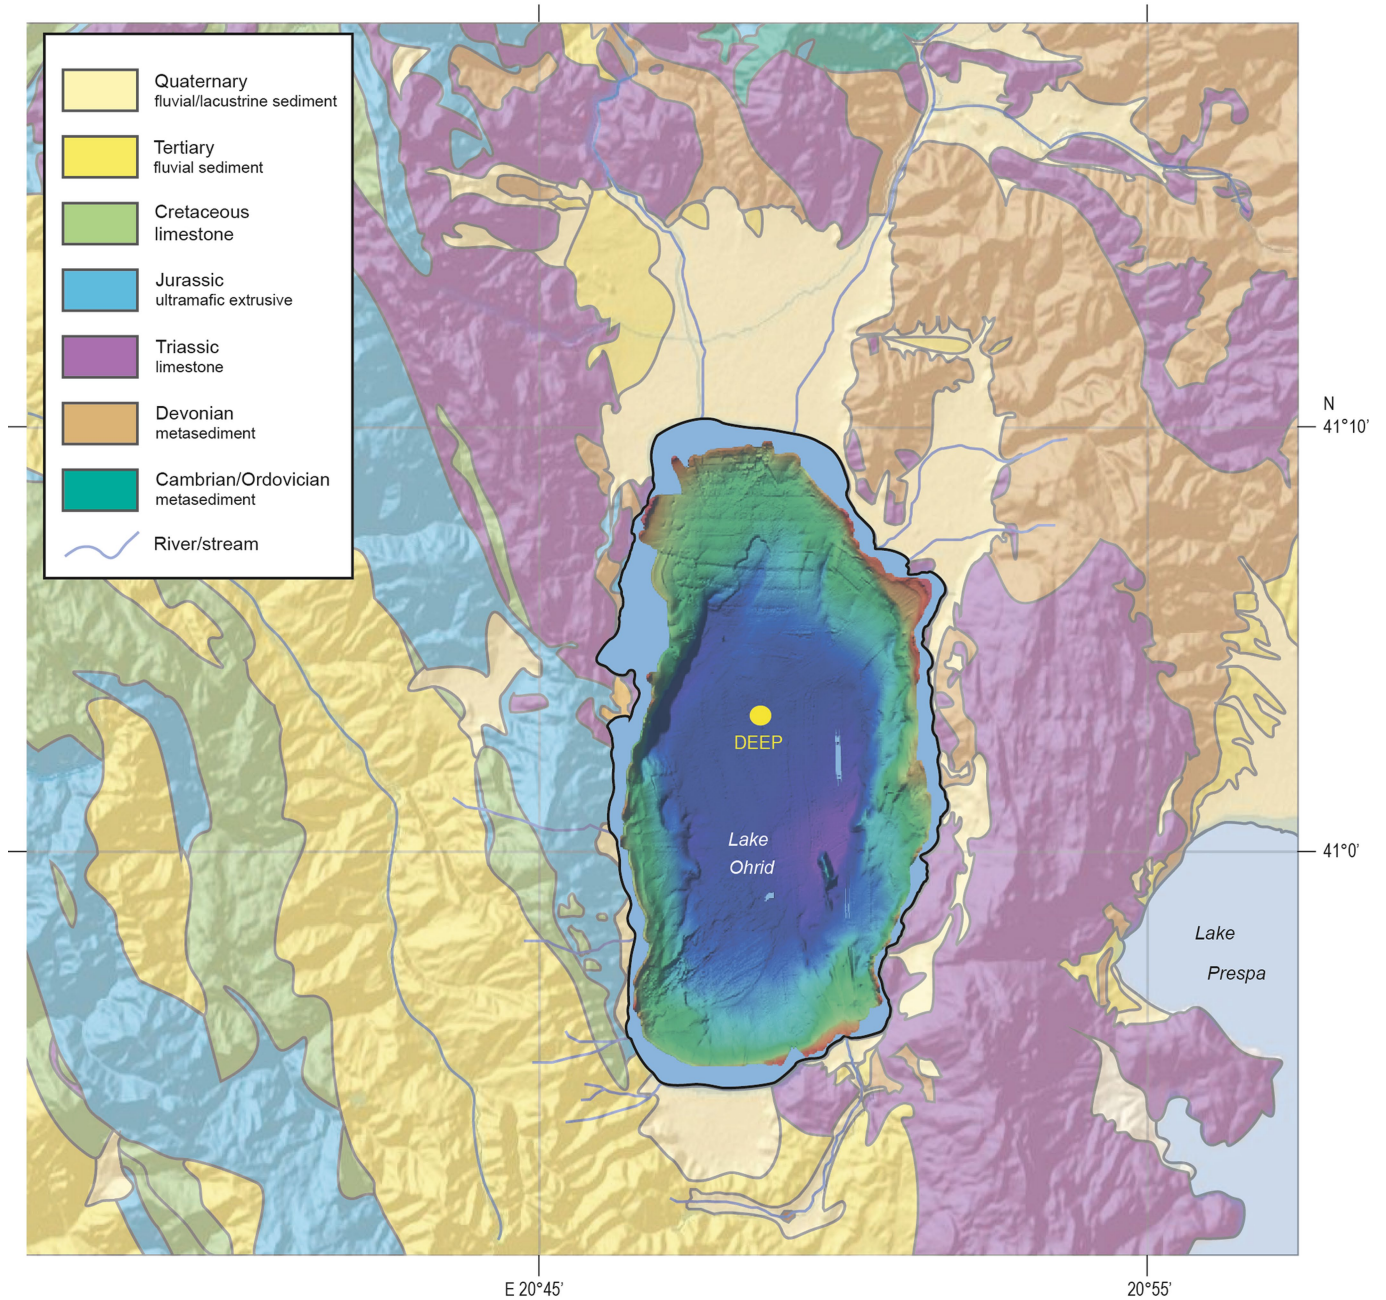 Quaternary
fluvial/lacustrine sediment
Tertiary
fluvial sediment
Cretaceous
limestone
Jurassic
ultramafic extrusive
Triassic
limestone
Devonian
metasediment
Cambrian/Ordovician
metasediment
River/stream
N
41°10'
DEEP
Lake
Ohrid
41°0'
Lake
Prespa
E 20°45'
20°55'